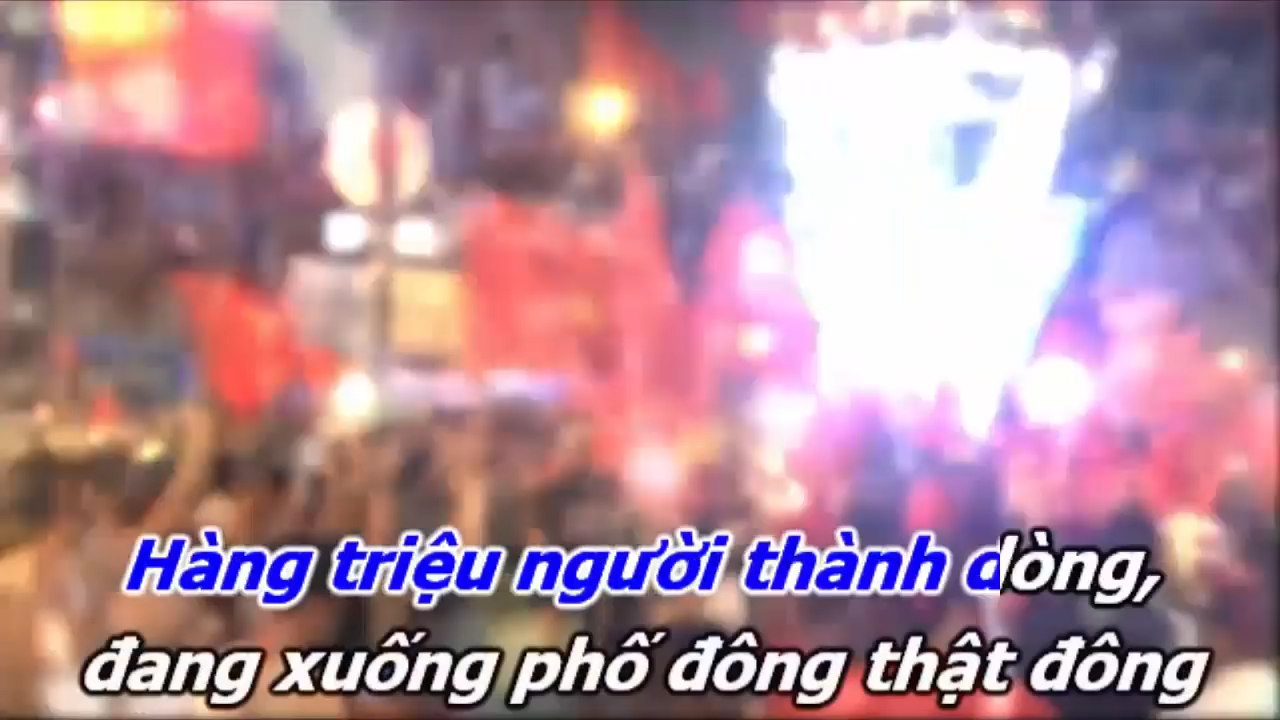 Hàng triệu người thành dòng,
đang xuống phố đông thật đông